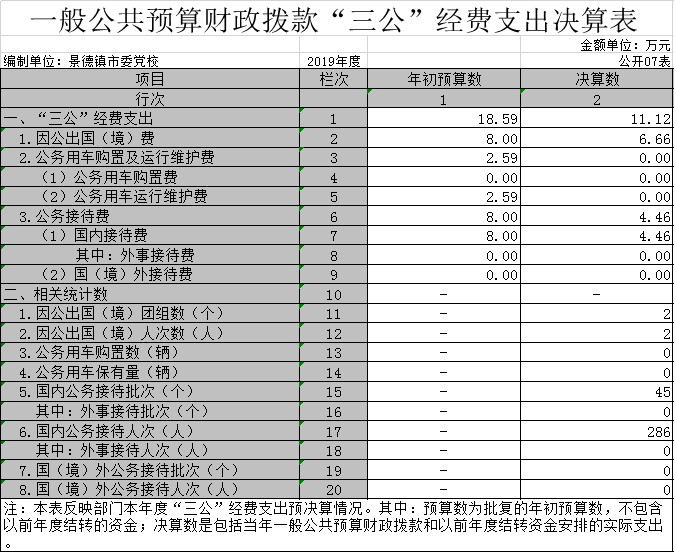 一般公共预算财政拨款“三公”经费支出决算表
金额单位：万元
编制单位：景德镇市委党校 2019年度 公开07表
项目 栏次 年初预算数 决算数
行次 1 2
一、“三公”经费支出 1 18.59 11.12
1.因公出国（境）费 2 8.00 6.66
2.公务用车购置及运行维护费 3 2.59 0.00
（1）公务用车购置费 4 0.00 0.00
（2）公务用车运行维护费 5 2.59 0.00
3.公务接待费 6 8.00 4.46
（1）国内接待费 7 8.00 4.46
其中：外事接待费 8 0.00 0.00
（2）国（境）外接待费 9 0.00 0.00
二、相关统计数 10 － －
1.因公出国（境）团组数（个） 11 － 2
2.因公出国（境）人次数（人） 12 － 2
3.公务用车购置数（辆） 13 － 0
4.公务用车保有量（辆） 14 － 0
5.国内公务接待批次（个） 15 － 45
其中：外事接待批次（个） 16 － 0
6.国内公务接待人次（人） 17 － 286
其中：外事接待人次（人） 18 － 0
7.国（境）外公务接待批次（个） 19 － 0
8.国（境）外公务接待人次（人） 20 － 0
注：本表反映部门本年度“三公”经费支出预决算情况。其中：预算数为批复的年初预算数，不包含
以前年度结转的资金；决算数是包括当年一般公共预算财政拨款和以前年度结转资金安排的实际支出
。